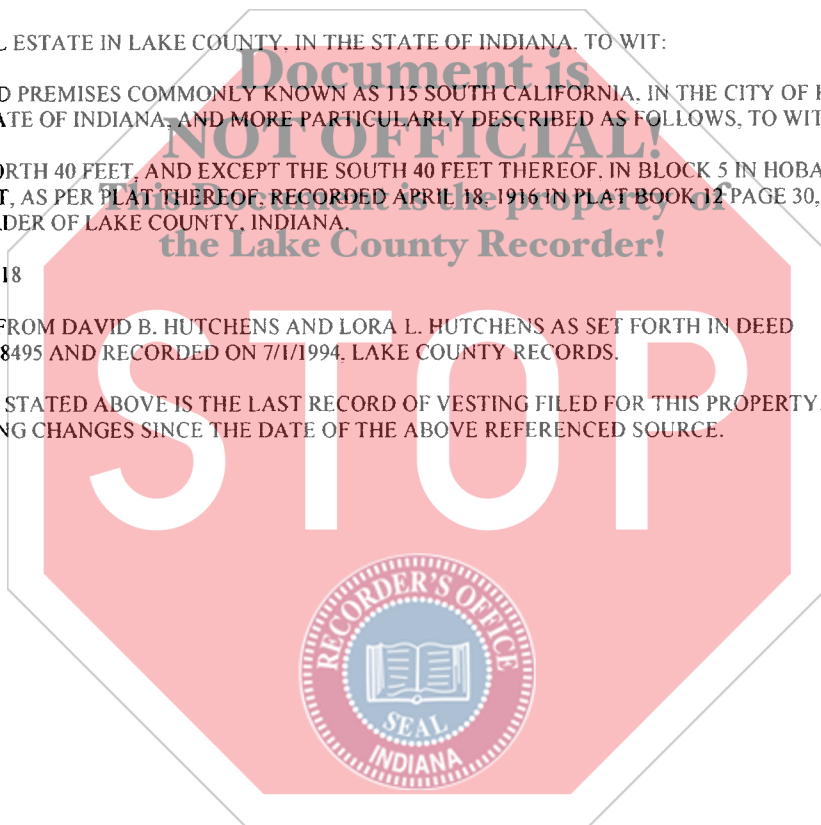 L ESTATE IN LAKE COUNTY, IN THE STATE OF INDIANA, TO WIT:
Document is
D PREMISES COMMONLY KNOWN AS 115 SOUTH CALIFORNIA, IN THE CITY OF H
ATE OF INDIANA, AND MORE PARTICULARLY DESCRIBED AS FOLLOWS, TO WIT
NOT OFFICIAL!
ORTH 40 FEET, AND EXCEPT THE SOUTH 40 FEET THEREOF, IN BLOCK 5 IN HOBA
T, AS PER PLAT THEREOF, RECORDED APRIL 18, 1916 IN PLAT BOOK 12 PAGE 30,
This Document is the property of
RDER OF LAKE COUNTY, INDIANA.
the Lake County Recorder!
18
STOP
FROM DAVID B. HUTCHENS AND LORA L. HUTCHENS AS SET FORTH IN DEED
8495 AND RECORDED ON 7/1/1994, LAKE COUNTY RECORDS.
STATED ABOVE IS THE LAST RECORD OF VESTING FILED FOR THIS PROPERTY.
NG CHANGES SINCE THE DATE OF THE ABOVE REFERENCED SOURCE.
RECORDER'S OFFICE
SEAL
INDIANA